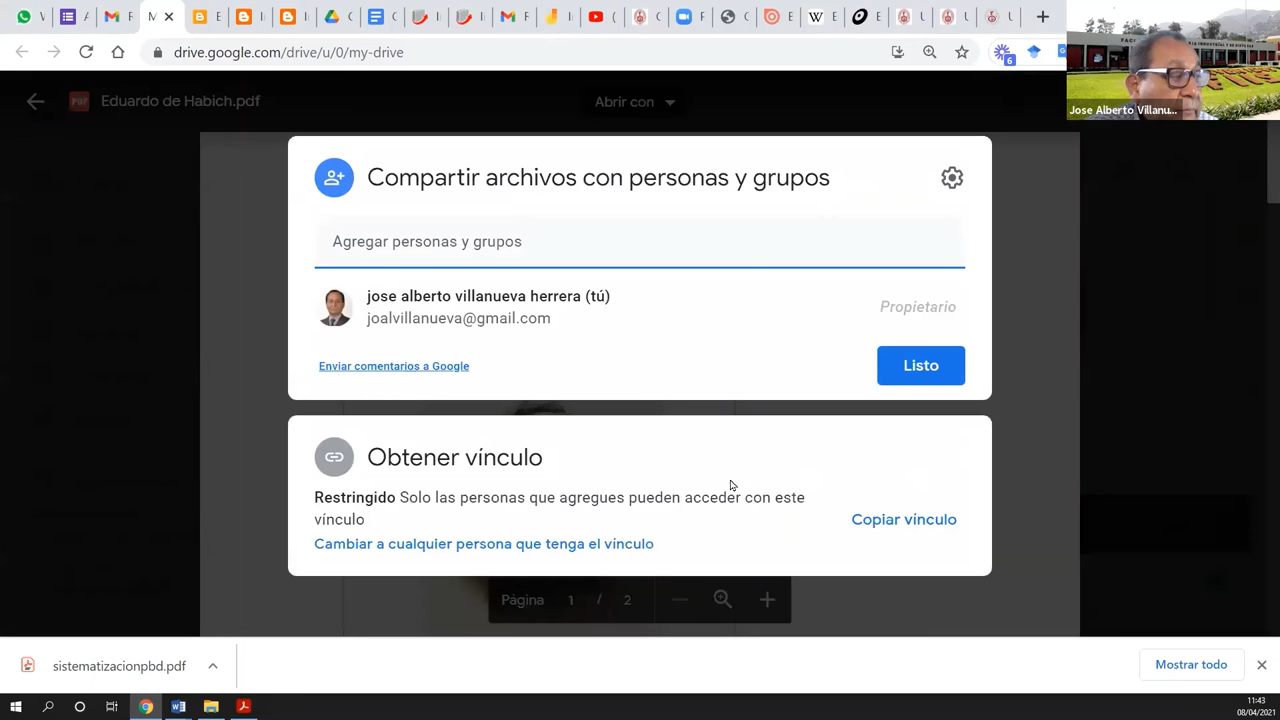 drive.google.com/drive/u/0/my-drive
6
Eduardo de Habich.pdf
Abrir con
Jose Alberto Villanu...
Compartir archivos con personas y grupos
Agregar personas y grupos
jose alberto villanueva herrera (tú)
joalvillanueva@gmail.com
Propietario
Enviar comentarios a Google
Listo
Obtener vínculo
Restringido Solo las personas que agregues pueden acceder con este
vínculo
Copiar vínculo
Cambiar a cualquier persona que tenga el vínculo
Página 1 / 2
sistematizacionpbd.pdf
Mostrar todo
11:43
08/04/2021